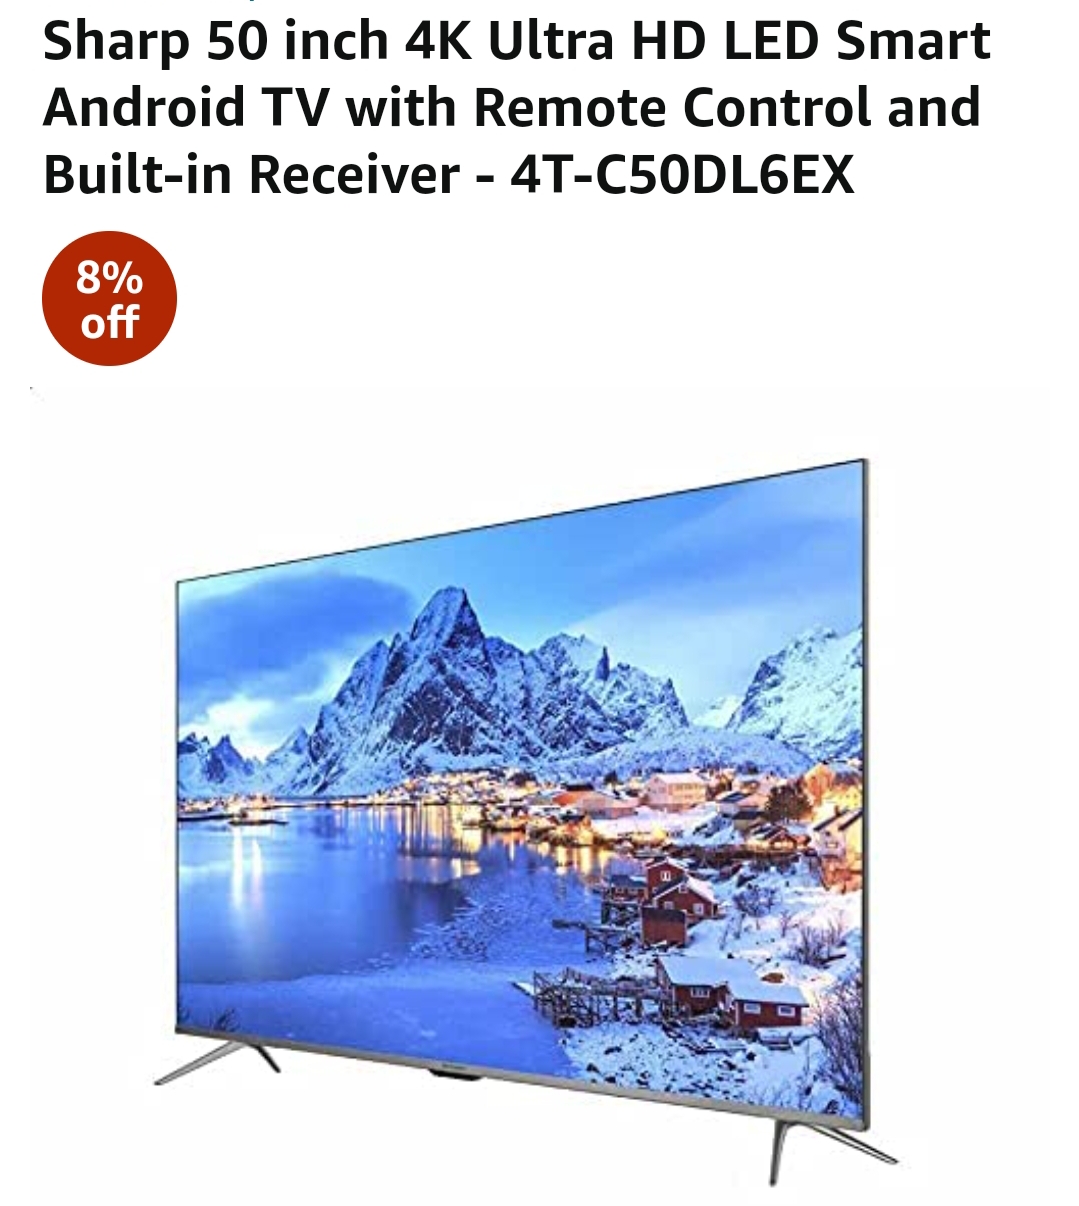 Sharp 50 inch 4K Ultra HD LED Smart
Android TV with Remote Control and
Built-in Receiver - 4T-C50DL6EX
8%
off